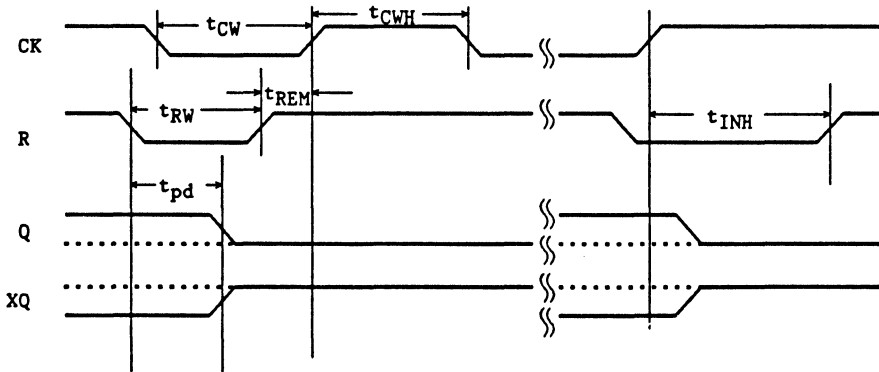 tCW
tCWH
CK
tREM
tRW
tINH
R
tpd
Q
XQ